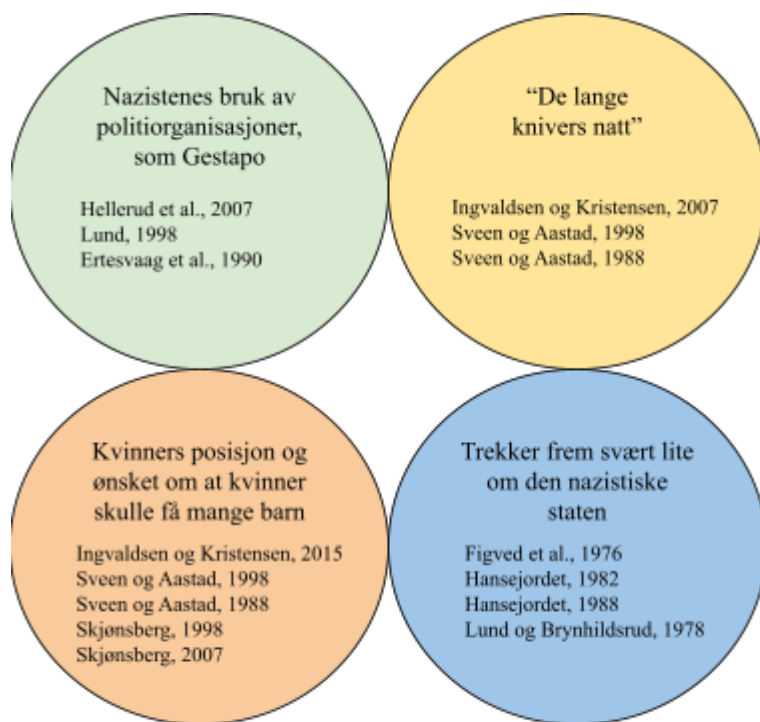 Nazistenes bruk av
politiorganisasjoner,
som Gestapo
Hellerud et al., 2007
Lund, 1998
Ertesvaag et al., 1990
“De lange
knivers natt”
Ingvaldsen og Kristensen, 2007
Sveen og Aastad, 1998
Sveen og Aastad, 1988
Kvinners posisjon og
ønsket om at kvinner
skulle få mange barn
Ingvaldsen og Kristensen, 2015
Sveen og Aastad, 1998
Sveen og Aastad, 1988
Skjønsberg, 1998
Skjønsberg, 2007
Trekker frem svært lite
om den nazistiske
staten
Figved et al., 1976
Hansejordet, 1982
Hansejordet, 1988
Lund og Brynhildsrud, 1978